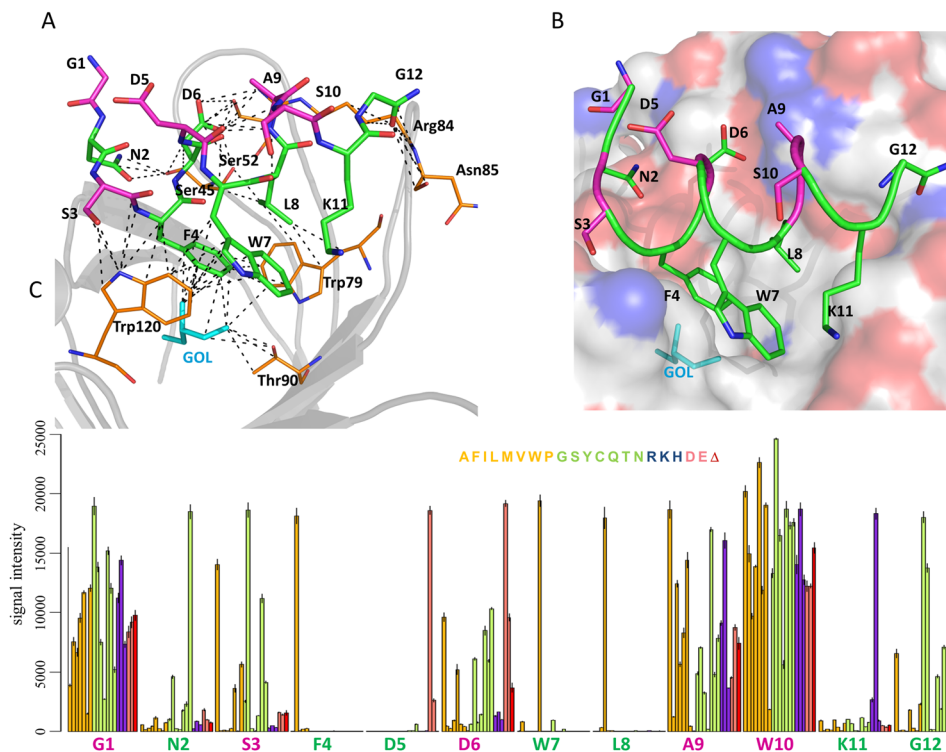 A
B
G1
D5
D6
A9
S10
G12
Arg84
Asn85
N2
Ser52
Ser45
S3
L8
K11
F4
W7
Trp79
C
Trp120
GOL
Thr90
G1
D5
A9
D6
G12
N2
S10
S3
L8
F4
W7
K11
GOL
AFILMVWPGSYCQTNRKHDEΔ
signal intensity
25000
20000
15000
10000
5000
0
G1 N2 S3 F4 D5 D6 W7 L8 A9 W10 K11 G12